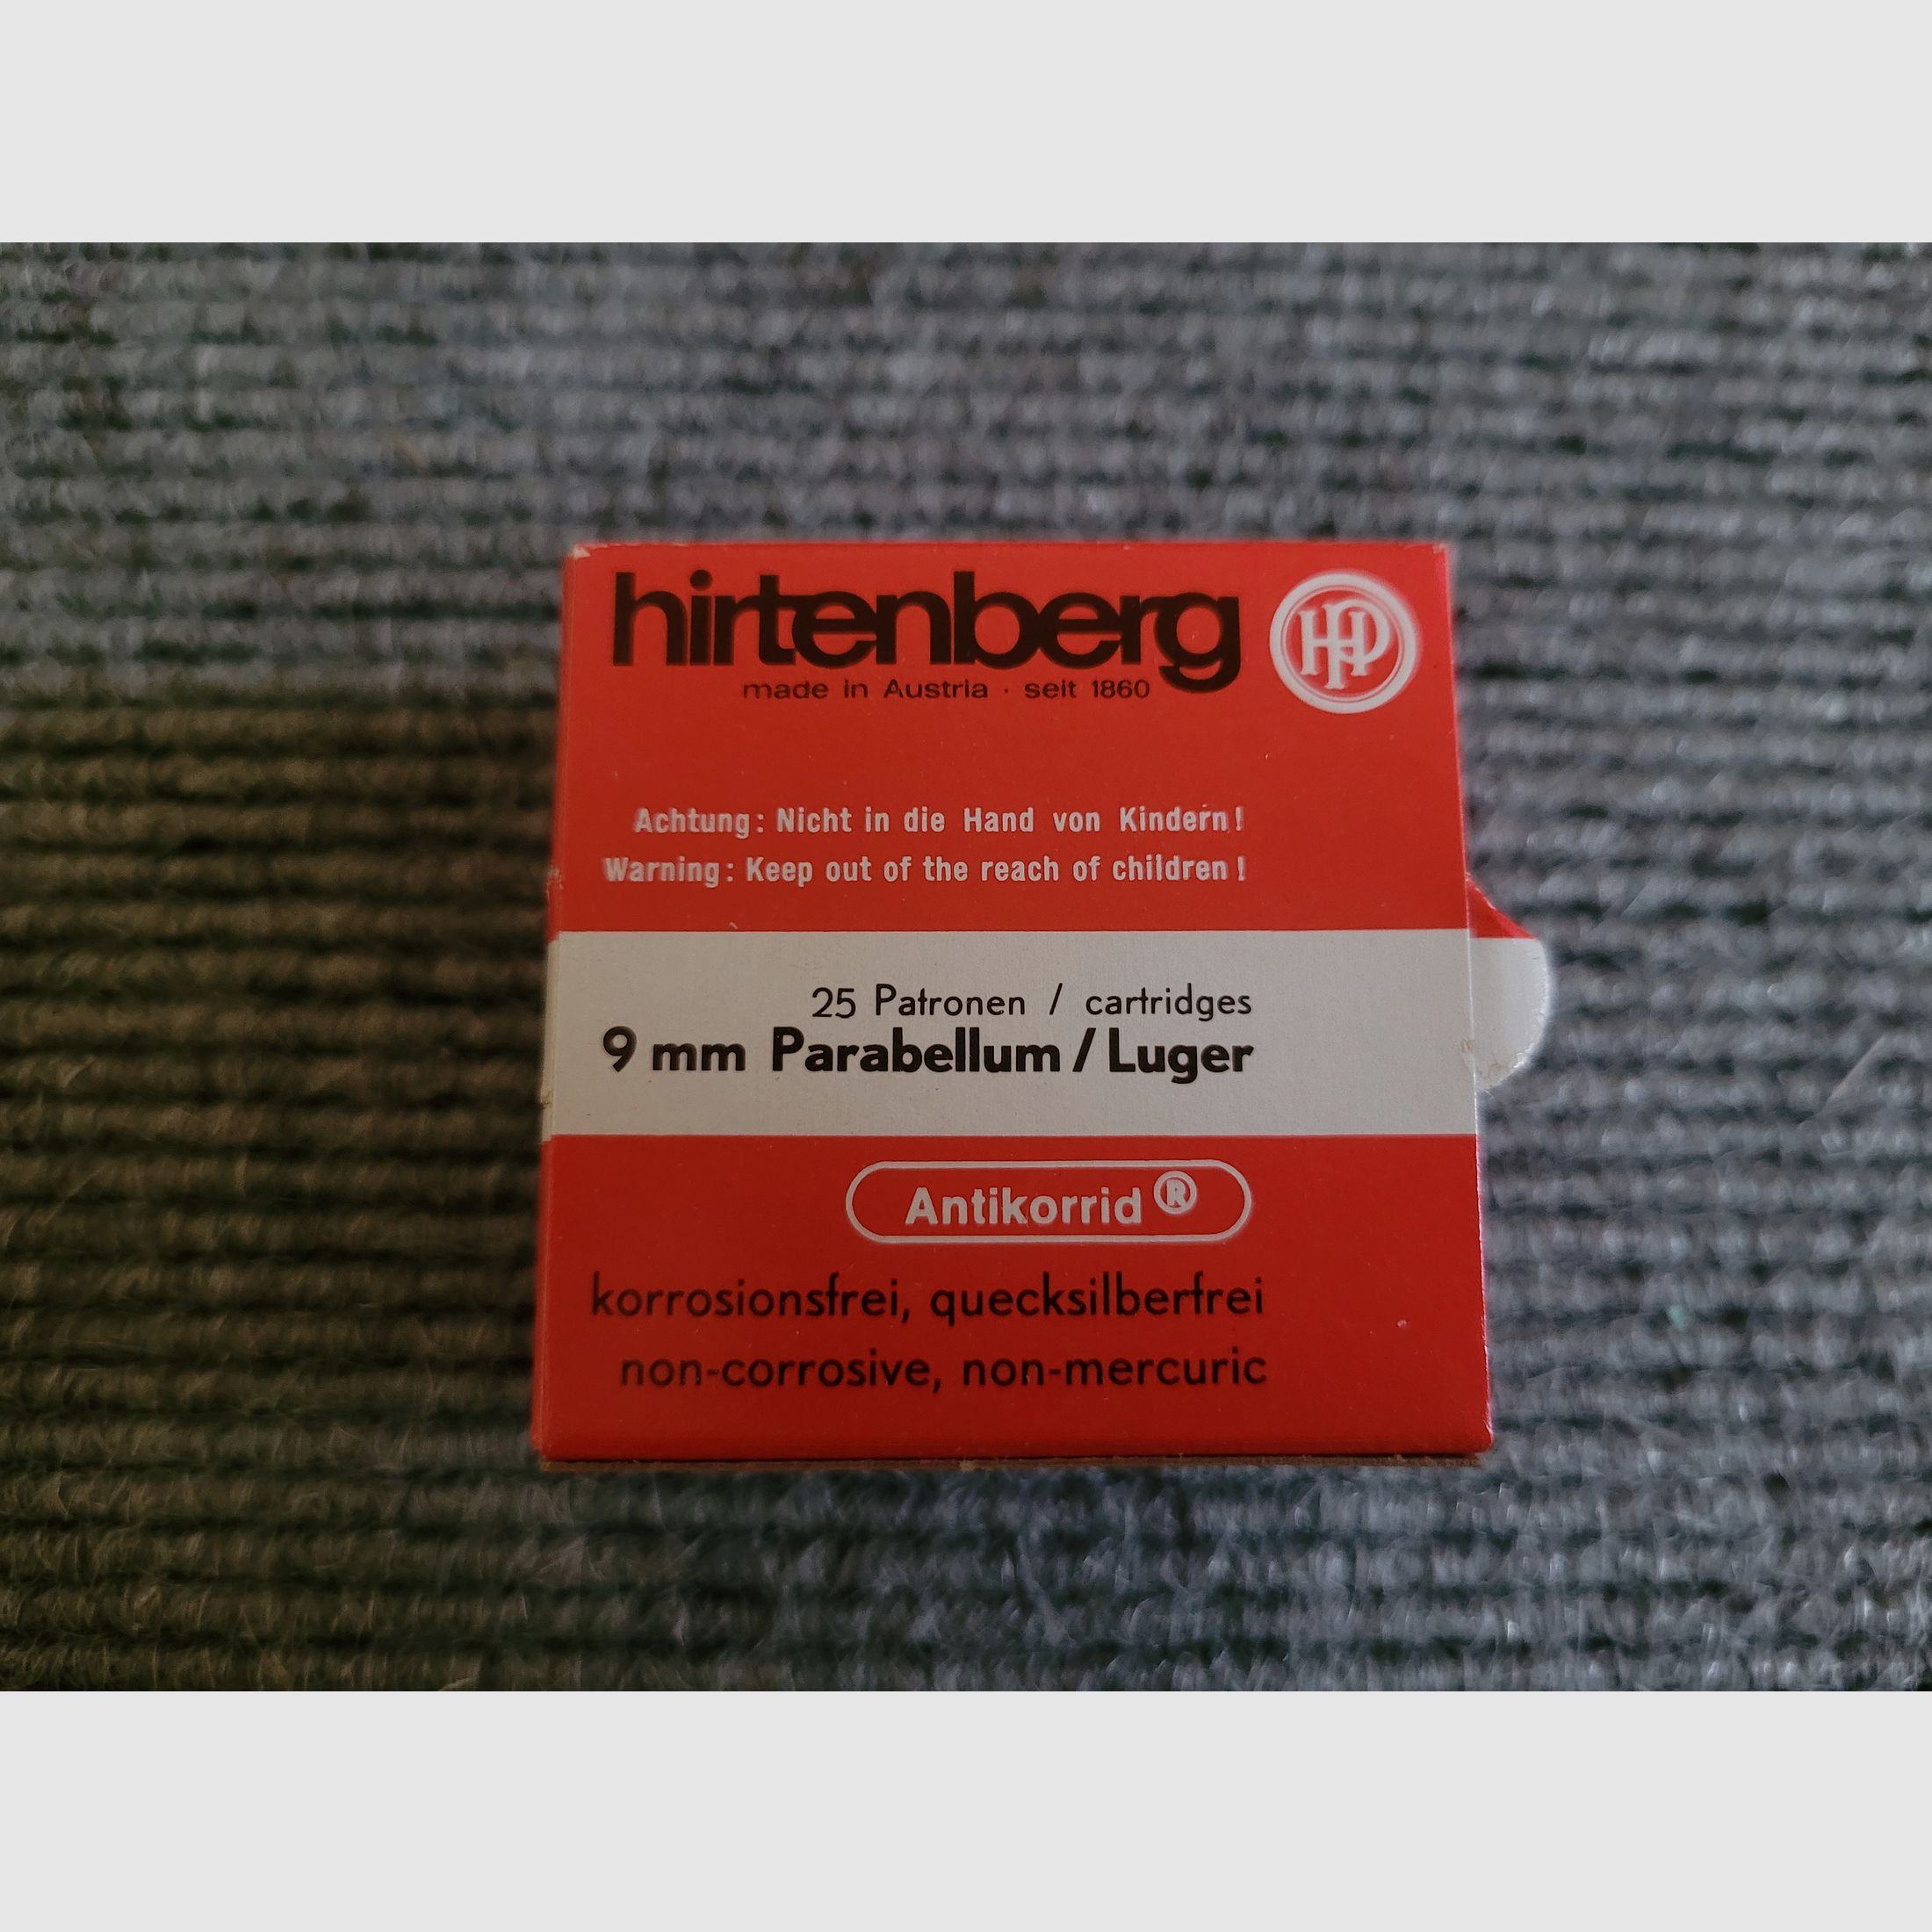 hirtenberg
HP
made in Austria · seit 1860
Achtung: Nicht in die Hand von Kindern!
Warning: Keep out of the reach of children!
25 Patronen / cartridges
9 mm Parabellum / Luger
Antikorrid®
korrosionsfrei, quecksilberfrei
non-corrosive, non-mercuric